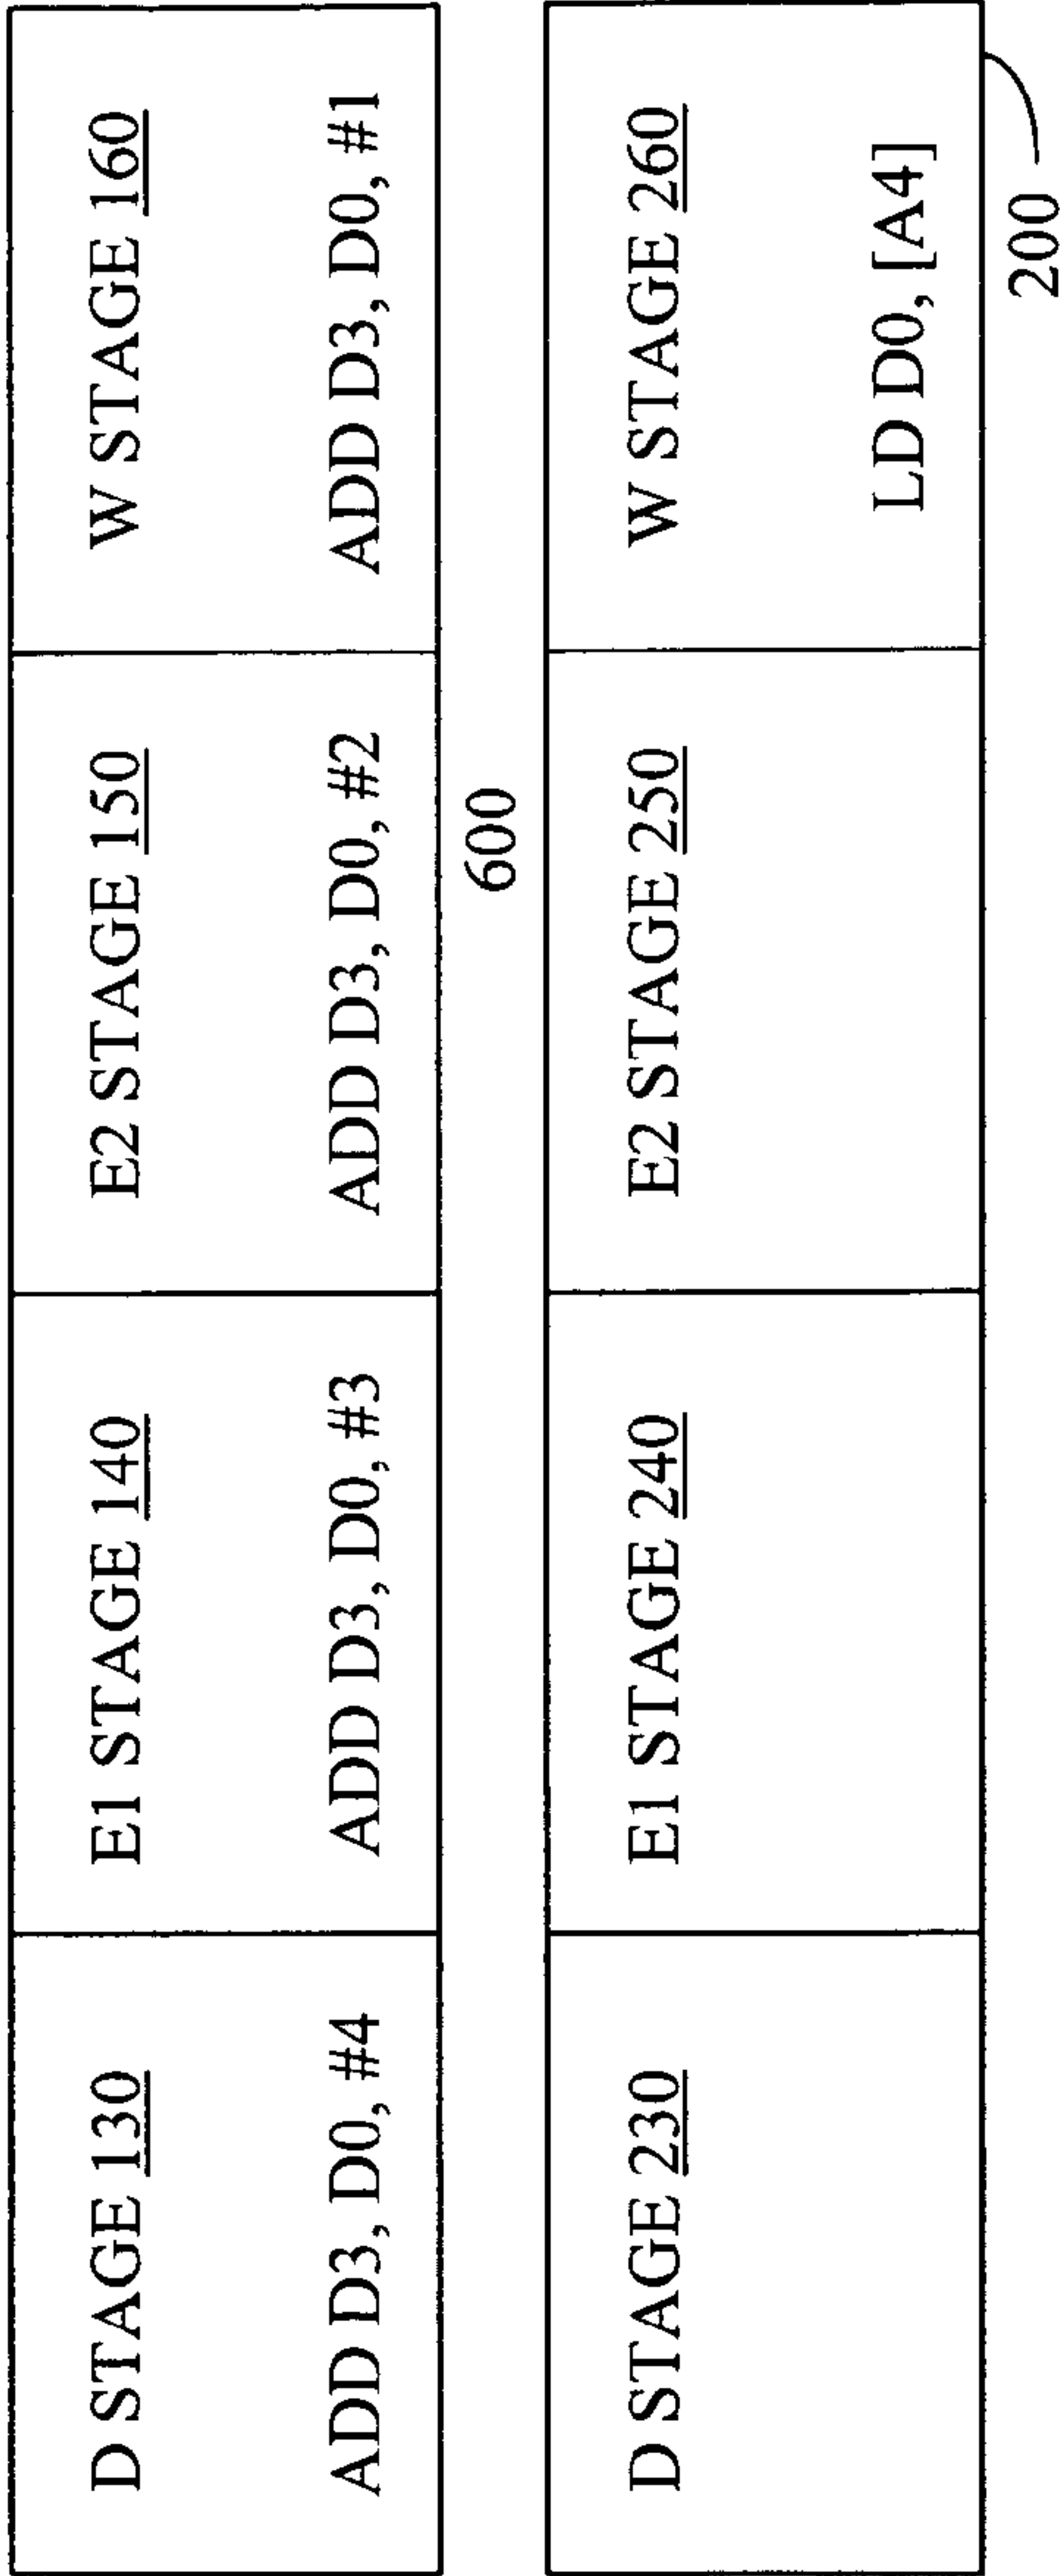 D STAGE 130
ADD D3, D0, #4
E1 STAGE 140
ADD D3, D0, #3
E2 STAGE 150
ADD D3, D0, #2
W STAGE 160
ADD D3, D0, #1
600
D STAGE 230
E1 STAGE 240
E2 STAGE 250
W STAGE 260
LD D0, [A4]
200